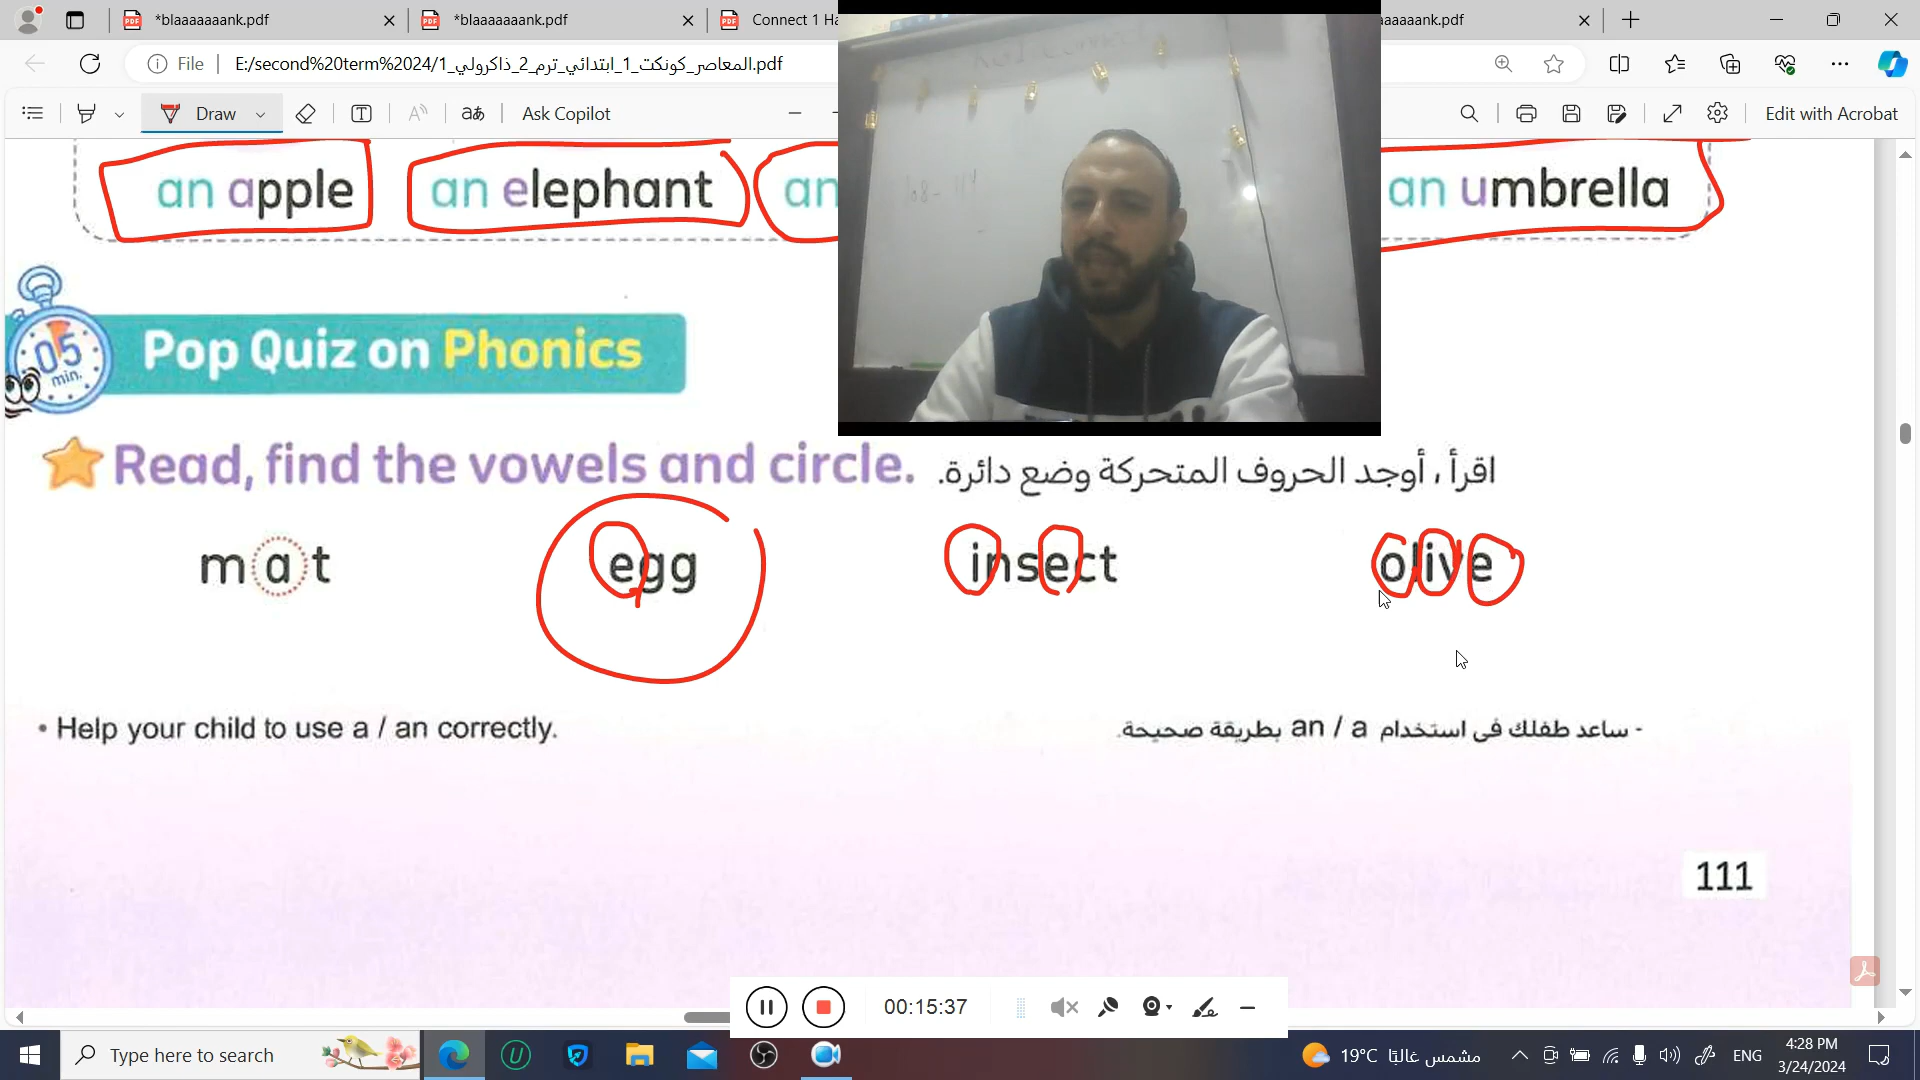 *blaaaaaaank.pdf
*blaaaaaaank.pdf
Connect 1 Ha
aaaaank.pdf
File
E:/second%20term%2024/1_المعاصر_كونكت_1_ابتدائي_ترم_2_ذاكرولي.pdf
Draw
aあ
Ask Copilot
Edit with Acrobat
an apple
an elephant
an
an umbrella
05
min.
Pop Quiz on Phonics
Read, find the vowels and circle.
اقرأ ، أوجد الحروف المتحركة وضع دائرة.
mat
egg
insect
olive
• Help your child to use a / an correctly.
- ساعد طفلك فى استخدام an / a بطريقة صحيحة.
111
00:15:37
Type here to search
19°C مشمس غالبًا
ENG
4:28 PM
3/24/2024